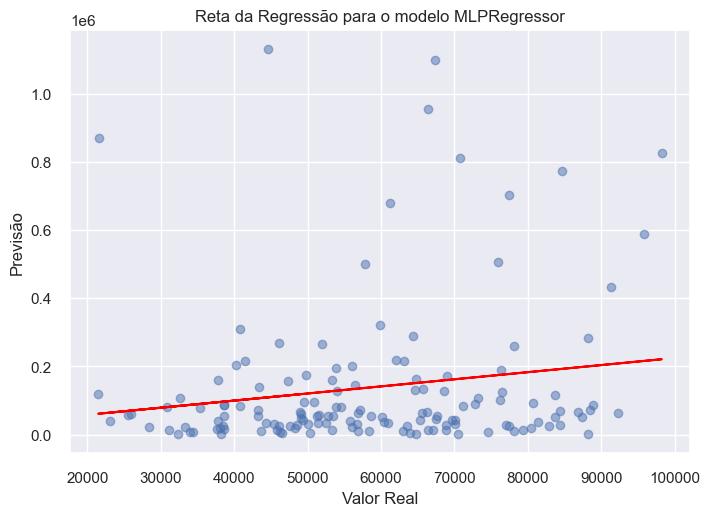 Reta da Regressão para o modelo MLPRegressor
1e6
1.0
0.8
0.6
0.4
0.2
0.0
Previsão
20000 30000 40000 50000 60000 70000 80000 90000 100000
Valor Real